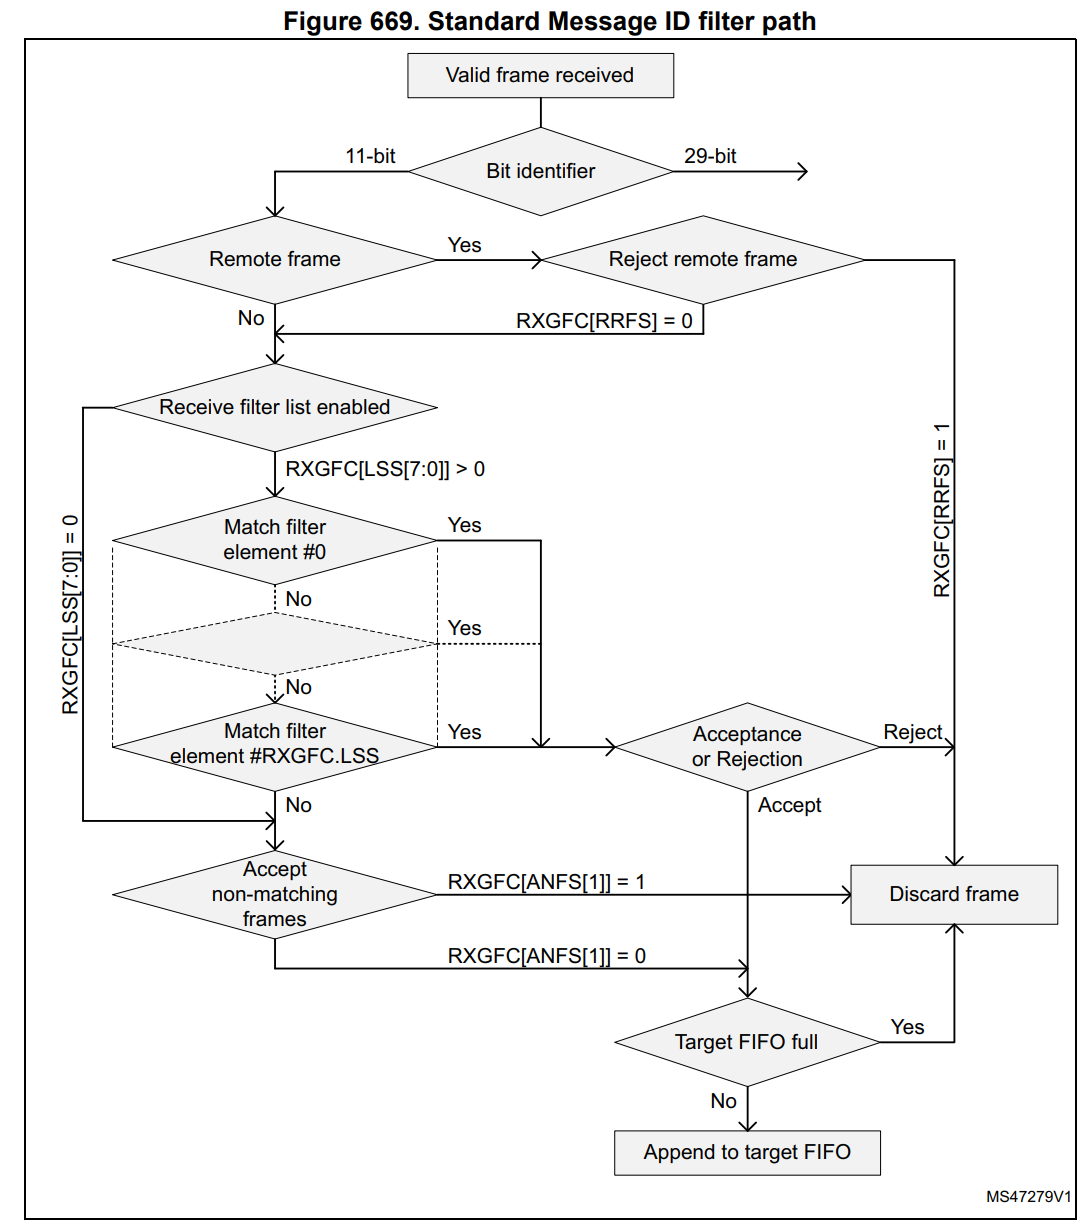 Figure 669. Standard Message ID filter path
Valid frame received
11-bit
Bit identifier
29-bit
Remote frame
Yes
Reject remote frame
No
RXGFC[RRFS] = 0
Receive filter list enabled
RXGFC[LSS[7:0]] > 0
RXGFC[LSS[7:0]] = 0
RXGFC[RRFS] = 1
Match filter
element #0
Yes
No
Yes
No
Match filter
element #RXGFC.LSS
Yes
Acceptance
or Rejection
Reject
No
Accept
Accept
non-matching
frames
RXGFC[ANFS[1]] = 1
Discard frame
RXGFC[ANFS[1]] = 0
Target FIFO full
Yes
No
Append to target FIFO
MS47279V1